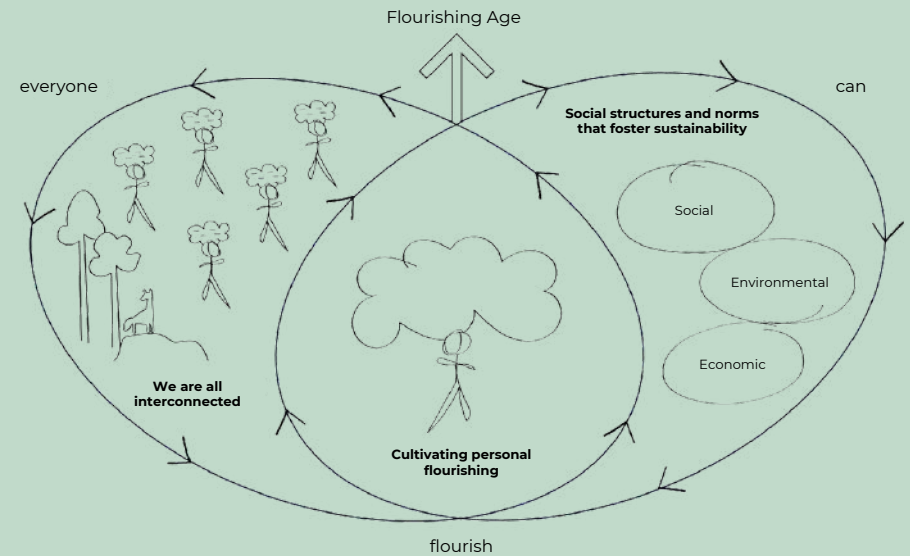 Flourishing Age
everyone
can
Social structures and norms
that foster sustainability
Social
Environmental
Economic
We are all
interconnected
Cultivating personal
flourishing
flourish